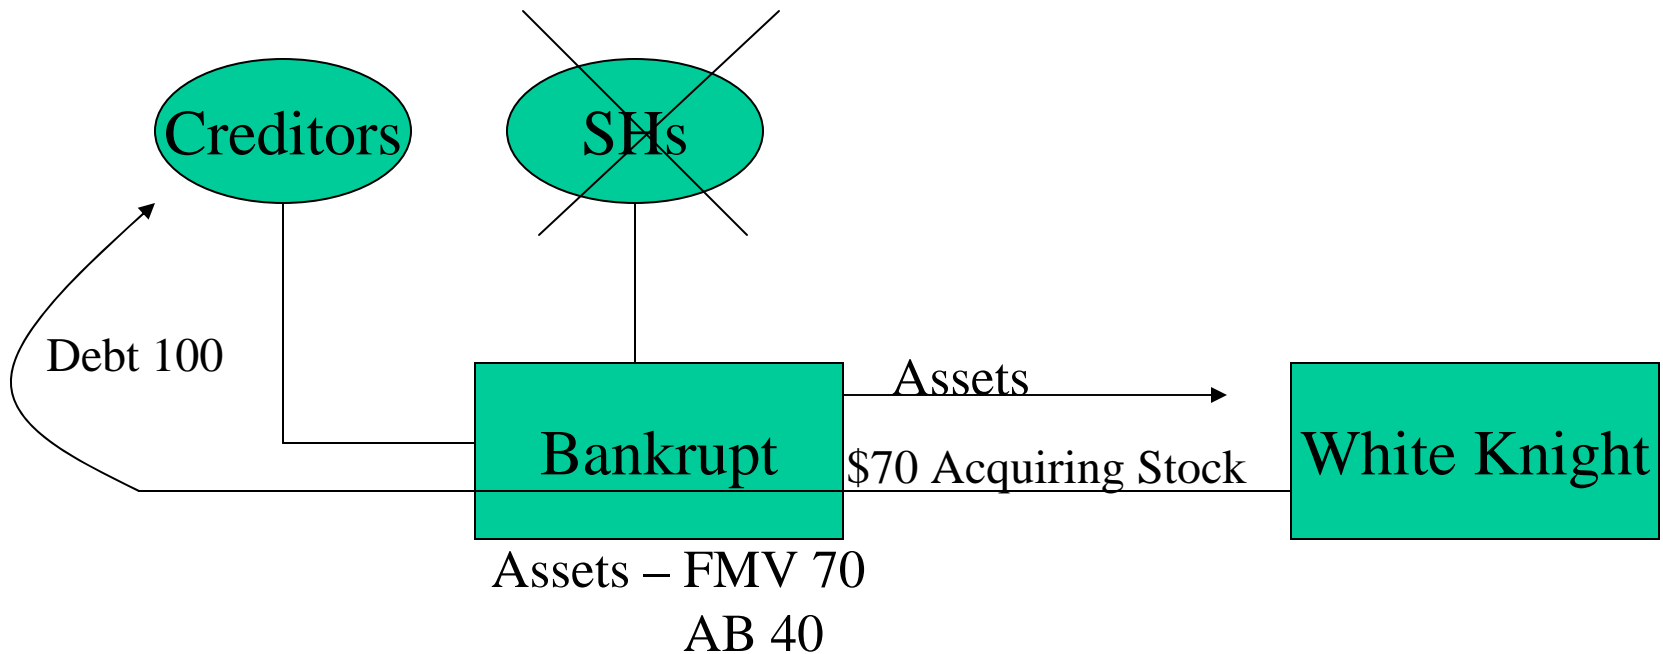 Creditors
SHs
Debt 100
Assets
Bankrupt
$70 Acquiring Stock
White Knight
Assets – FMV 70
AB 40